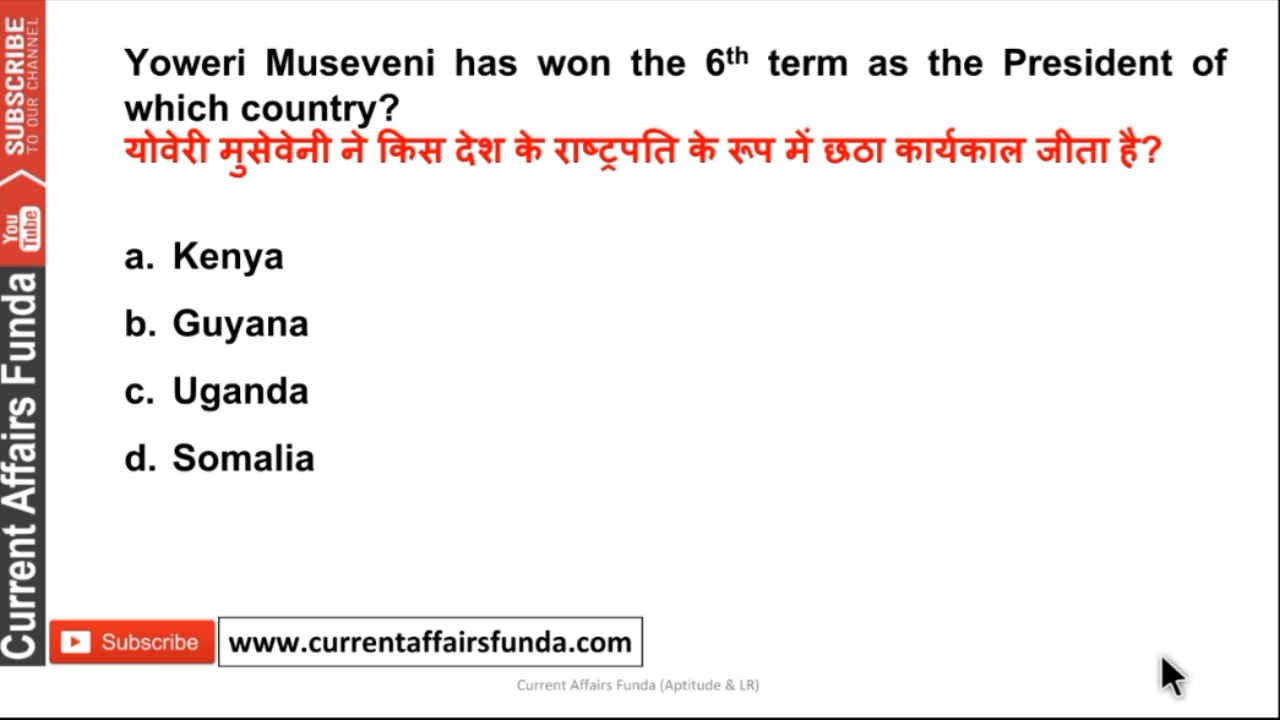 Yoweri Museveni has won the 6th term as the President of
which country?
योवेरी मुसेवेनी ने किस देश के राष्ट्रपति के रूप में छठा कार्यकाल जीता है?
a. Kenya
b. Guyana
c. Uganda
d. Somalia
SUBSCRIBE
TO OUR CHANNEL
You
Tube
Current Affairs Funda
Subscribe
www.currentaffairsfunda.com
Current Affairs Funda (Aptitude & LR)